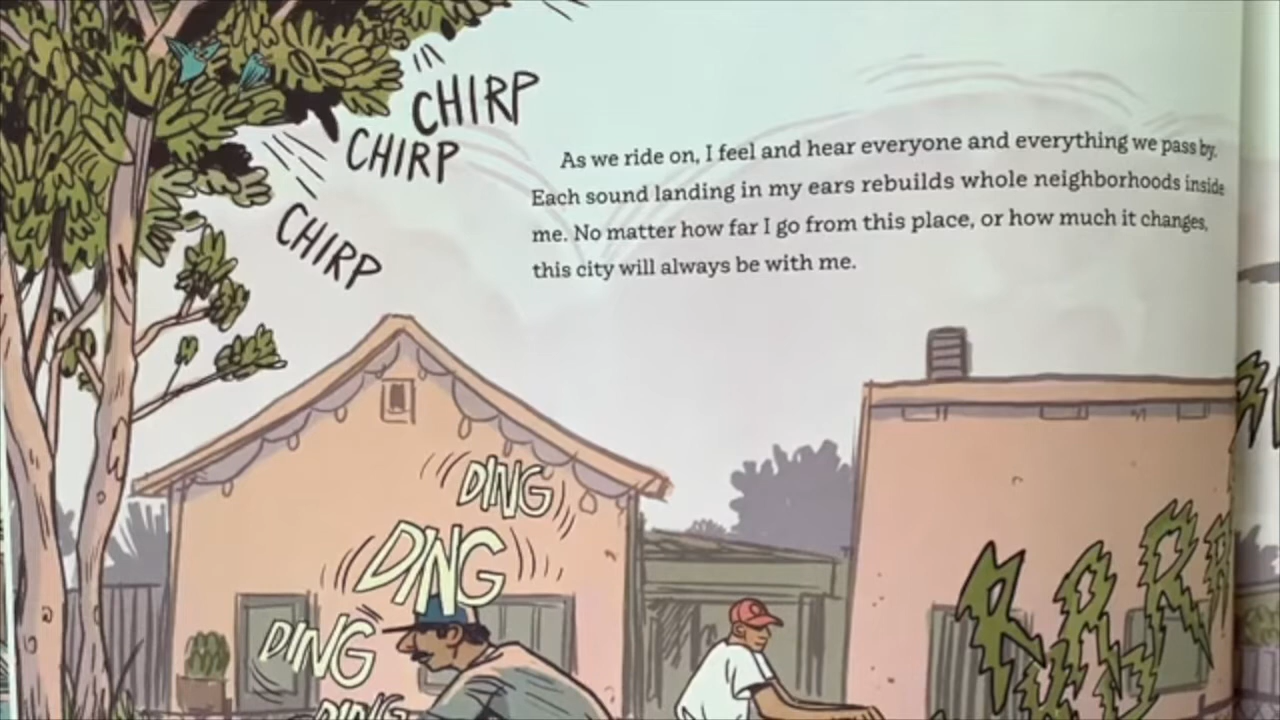 CHIRP
CHIRP
CHIRP
As we ride on, I feel and hear everyone and everything we pass by.
Each sound landing in my ears rebuilds whole neighborhoods inside
me. No matter how far I go from this place, or how much it changes,
this city will always be with me.
DING
DING
DING
DING